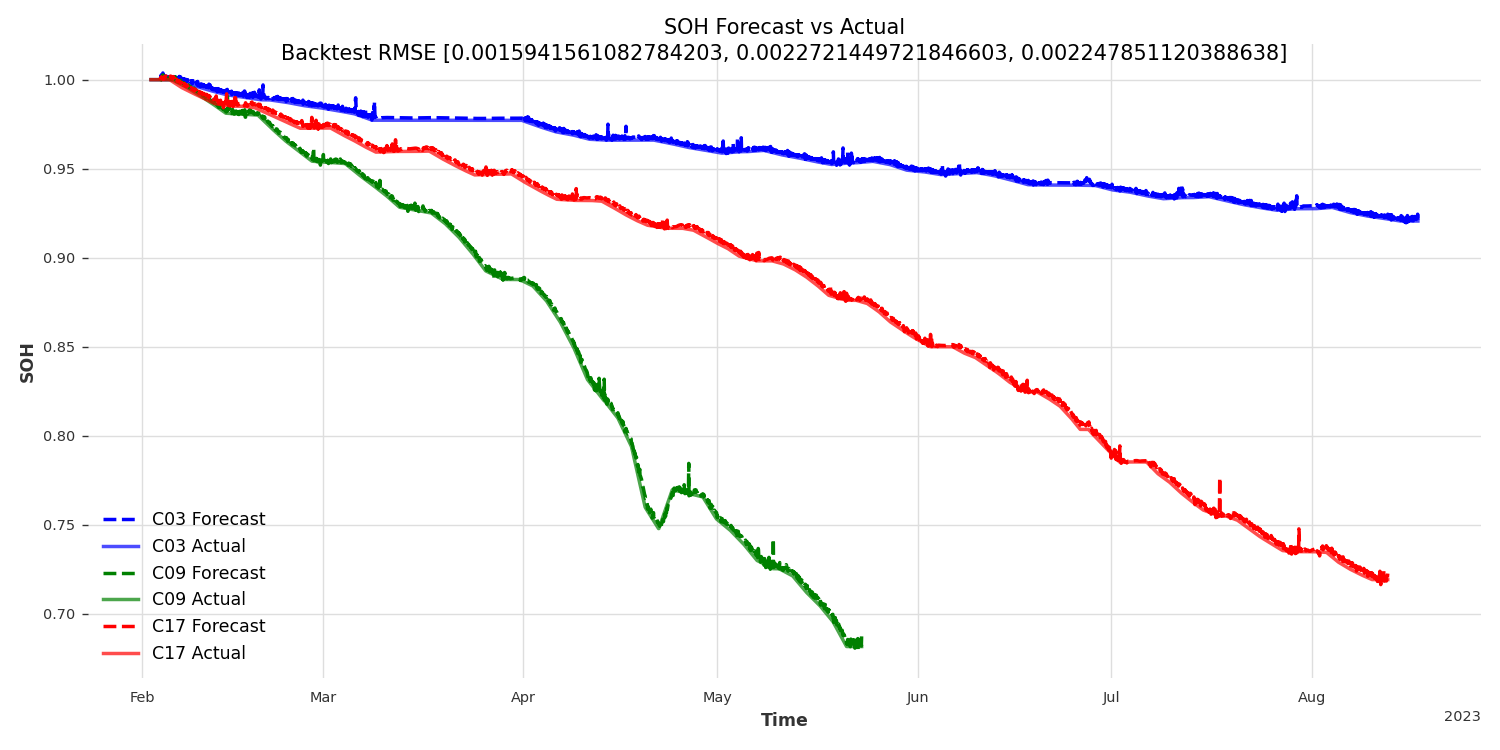 SOH Forecast vs Actual
Backtest RMSE [0.0015941561082784203, 0.0022721449721846603, 0.002247851120388638]
1.00
0.95
0.90
0.85
0.80
0.75
0.70
SOH
C03 Forecast
C03 Actual
C09 Forecast
C09 Actual
C17 Forecast
C17 Actual
Feb
Mar
Apr
May
Jun
Jul
Aug
Time
2023